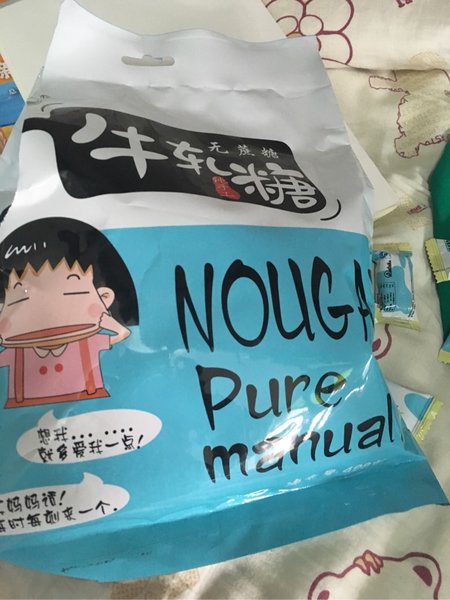 无蔗糖
牛轧糖
NOUGA
Pure
manual
想我........
就多爱我一点!
妈妈请!
时每刻来一个.